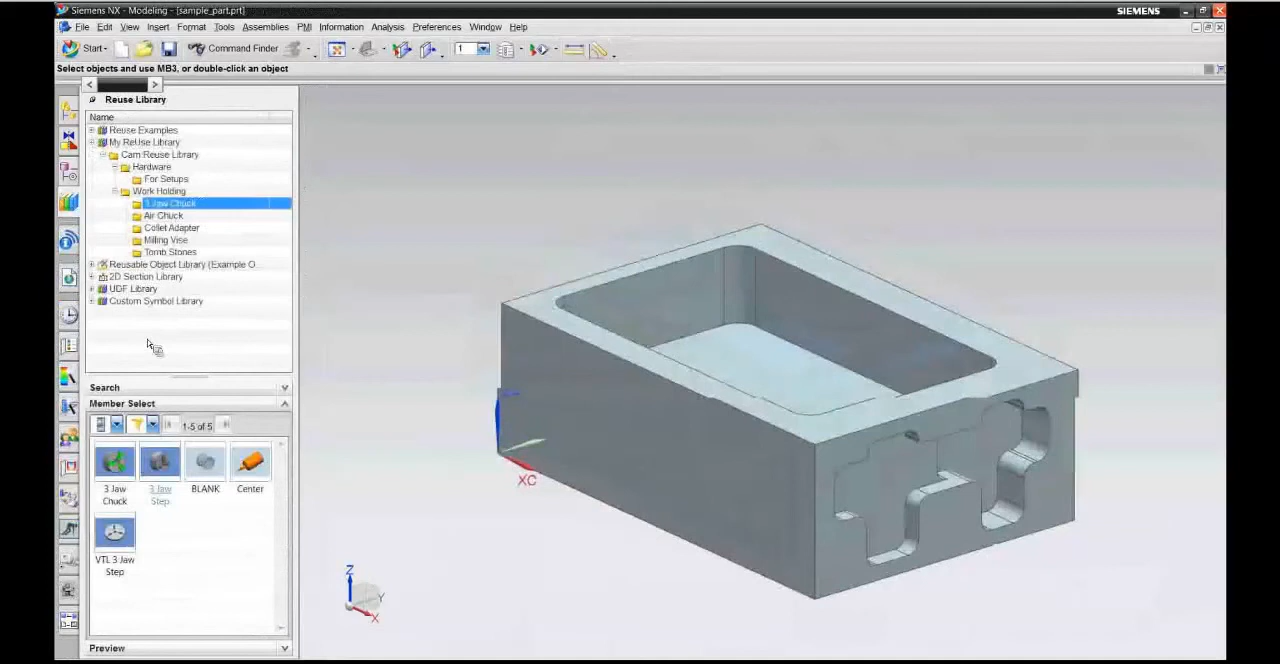 Siemens NX - Modeling - [sample_part.prt]
SIEMENS
File Edit View Insert Format Tools Assemblies PMI Information Analysis Preferences Window Help
Start Command Finder 1
Select objects and use MB3, or double-click an object
Reuse Library
Name
Reuse Examples
My ReUse Library
Cam Reuse Library
Hardware
For Setups
Work Holding
3 Jaw Chuck
Air Chuck
Collet Adapter
Milling Vise
Tomb Stones
Reusable Object Library (Example O...
2D Section Library
UDF Library
Custom Symbol Library
Search
Member Select
1-5 of 5
3 Jaw Chuck
3 Jaw Step
BLANK
Center
VTL 3 Jaw Step
Preview
XC
Z
Y
X